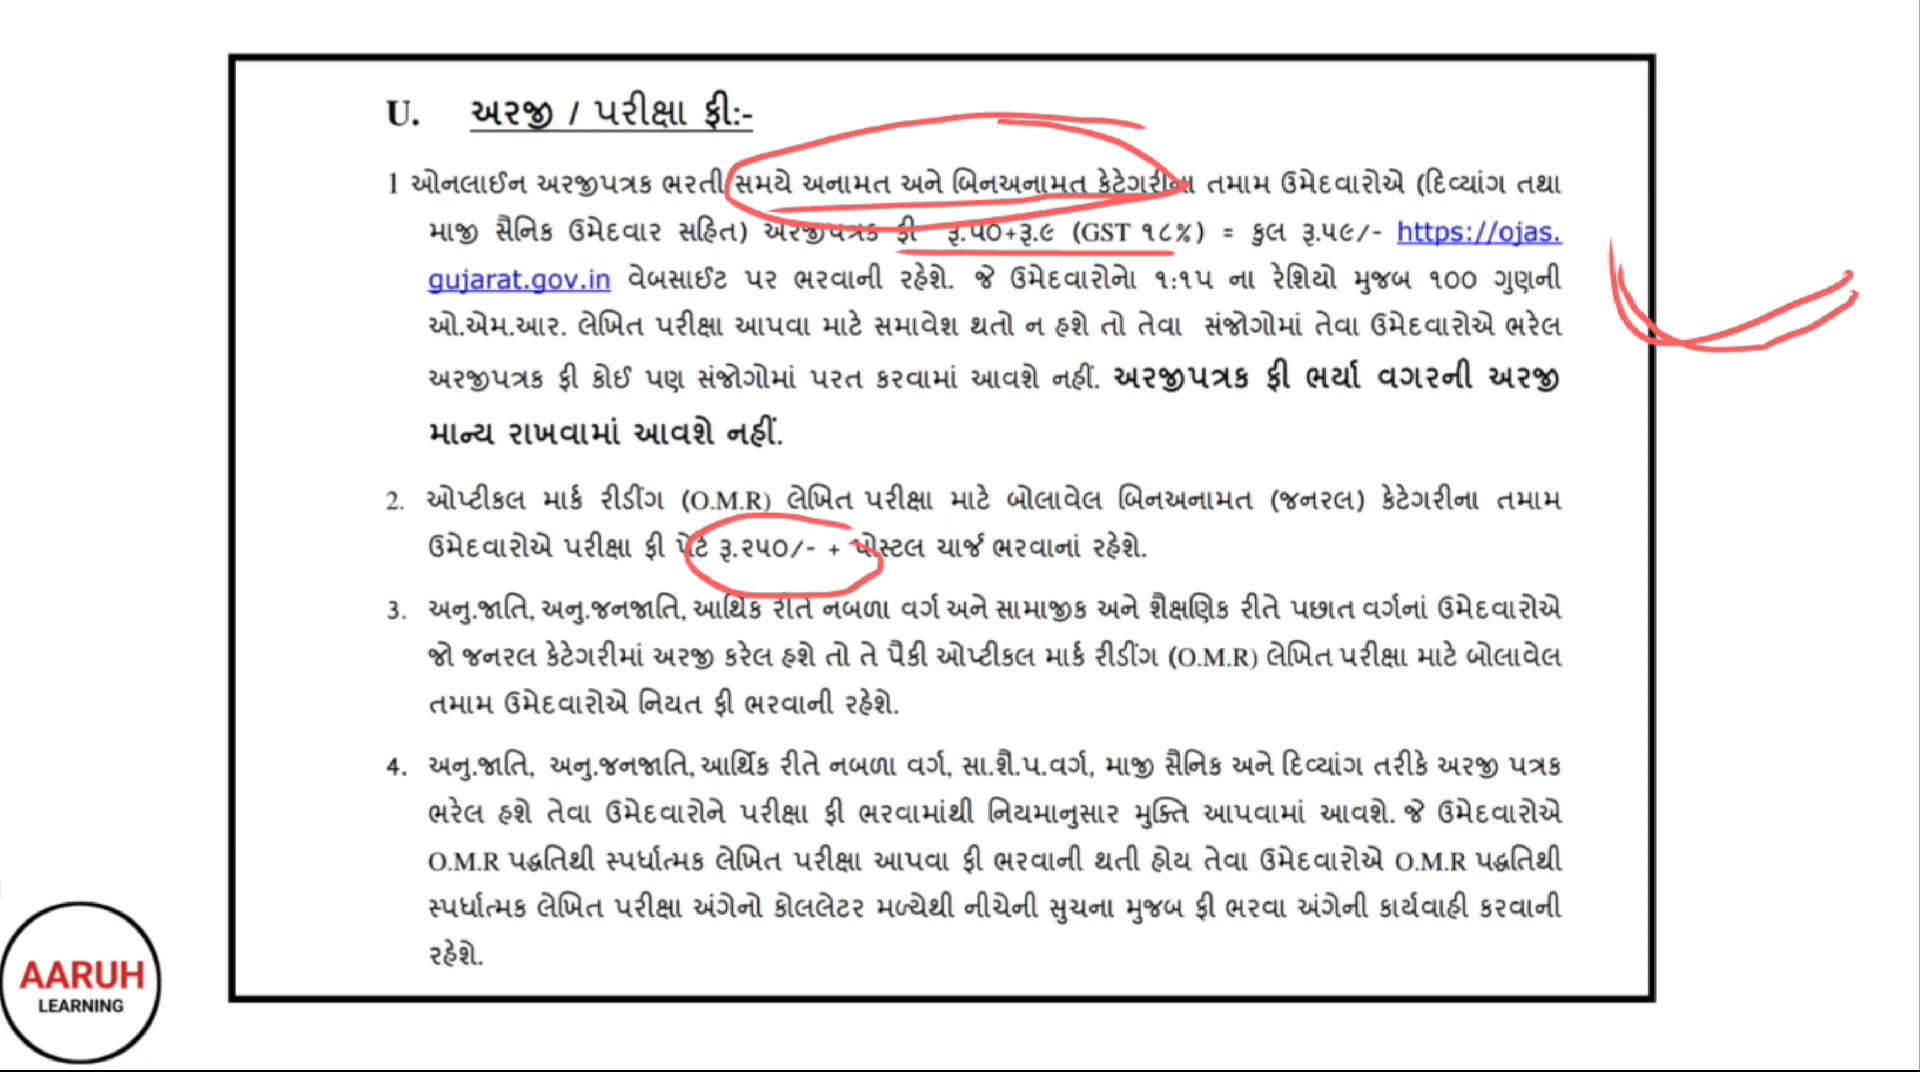 U. અરજી / પરીક્ષા ફી:-
1 ઓનલાઈન અરજીપત્રક ભરતી સમયે અનામત અને બિનઅનામત કેટેગરીના તમામ ઉમેદવારોએ (દિવ્યાંગ તથા
માજી સૈનિક ઉમેદવાર સહિત) અરજીપત્રક ફી રૂ.૫૦+રૂ.૯ (GST ૧૮%) = કુલ રૂ.૫૯/- https://ojas.
gujarat.gov.in વેબસાઈટ પર ભરવાની રહેશે. જે ઉમેદવારોનો ૧:૧૫ ના રેશિયો મુજબ ૧૦૦ ગુણની
ઓ.એમ.આર. લેખિત પરીક્ષા આપવા માટે સમાવેશ થતો ન હશે તો તેવા સંજોગોમાં તેવા ઉમેદવારોએ ભરેલ
અરજીપત્રક ફી કોઈ પણ સંજોગોમાં પરત કરવામાં આવશે નહીં. અરજીપત્રક ફી ભર્યા વગરની અરજી
માન્ય રાખવામાં આવશે નહીં.
2. ઓપ્ટીકલ માર્ક રીડીંગ (O.M.R) લેખિત પરીક્ષા માટે બોલાવેલ બિનઅનામત (જનરલ) કેટેગરીના તમામ
ઉમેદવારોએ પરીક્ષા ફી પેટે રૂ.૨૫૦/- + પોસ્ટલ ચાર્જ ભરવાનાં રહેશે.
3. અનુ.જાતિ, અનુ.જનજાતિ, આર્થિક રીતે નબળા વર્ગ અને સામાજીક અને શૈક્ષણિક રીતે પછાત વર્ગનાં ઉમેદવારોએ
જો જનરલ કેટેગરીમાં અરજી કરેલ હશે તો તે પૈકી ઓપ્ટીકલ માર્ક રીડીંગ (O.M.R) લેખિત પરીક્ષા માટે બોલાવેલ
તમામ ઉમેદવારોએ નિયત ફી ભરવાની રહેશે.
4. અનુ.જાતિ, અનુ.જનજાતિ, આર્થિક રીતે નબળા વર્ગ, સા.શૈ.પ.વર્ગ, માજી સૈનિક અને દિવ્યાંગ તરીકે અરજી પત્રક
ભરેલ હશે તેવા ઉમેદવારોને પરીક્ષા ફી ભરવામાંથી નિયમાનુસાર મુક્તિ આપવામાં આવશે. જે ઉમેદવારોએ
O.M.R પદ્ધતિથી સ્પર્ધાત્મક લેખિત પરીક્ષા આપવા ફી ભરવાની થતી હોય તેવા ઉમેદવારોએ O.M.R પદ્ધતિથી
સ્પર્ધાત્મક લેખિત પરીક્ષા અંગેનો કોલલેટર મળ્યેથી નીચેની સુચના મુજબ ફી ભરવા અંગેની કાર્યવાહી કરવાની
રહેશે.
AARUH
LEARNING